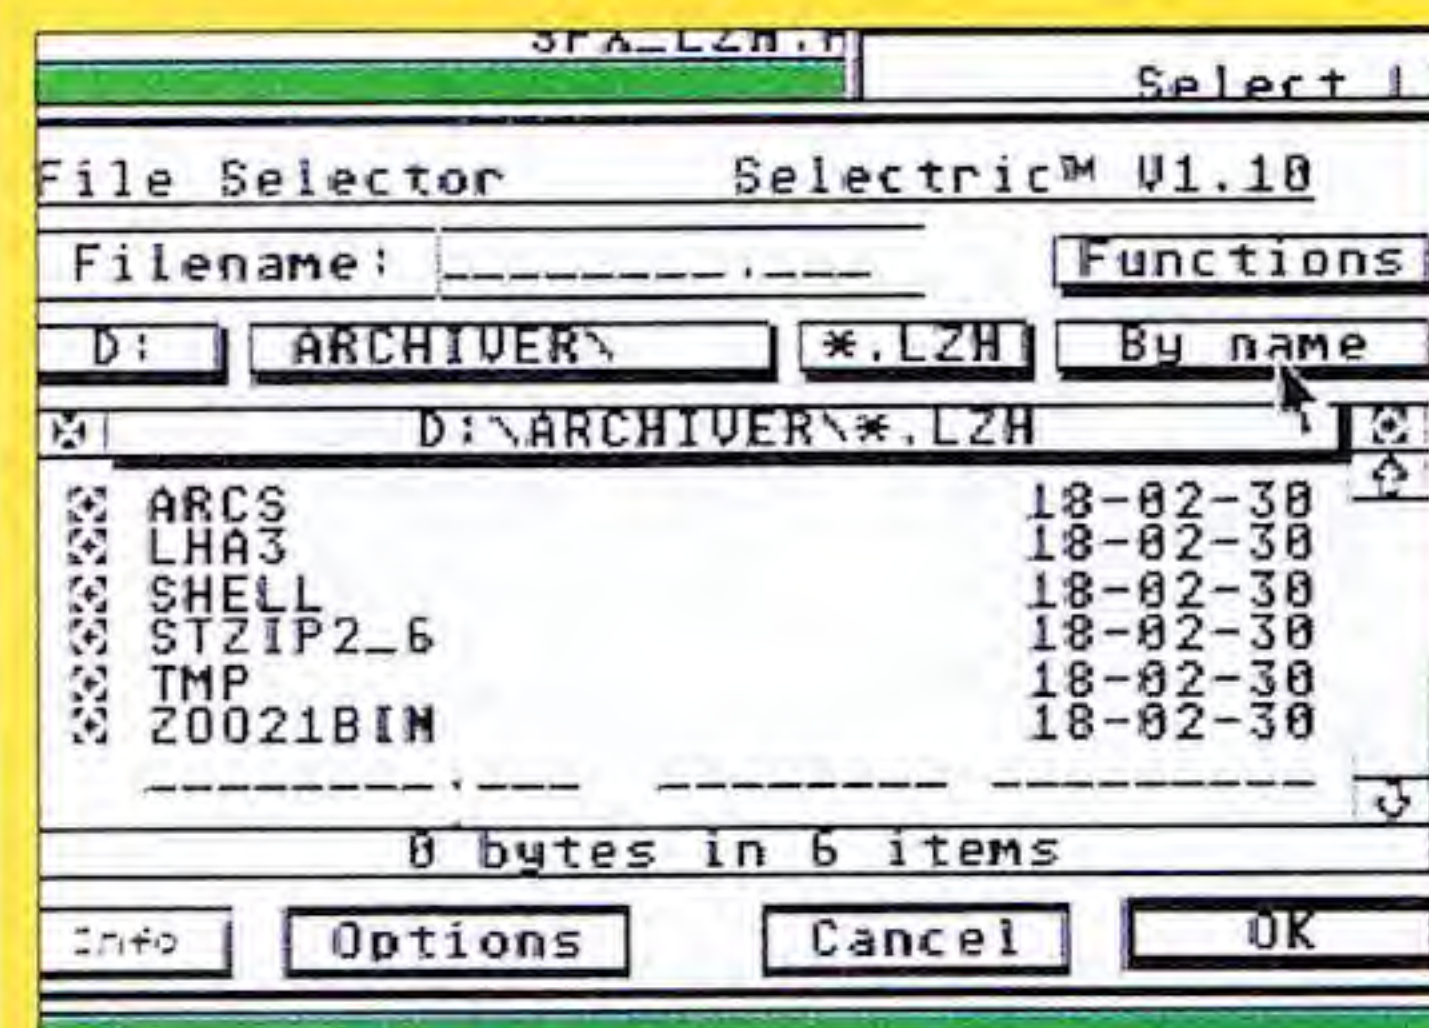 SFX_LZH.
Select
File Selector Selectric™ V1.10
Filename: ________.___ Functions
D: ARCHIVER\ *.LZH By name
D:\ARCHIVER\*.LZH
ARCS 18-02-30
LHA3 18-02-30
SHELL 18-02-30
STZIP2_6 18-02-30
TMP 18-02-30
ZOO21BIN 18-02-30
0 bytes in 6 items
Info Options Cancel OK